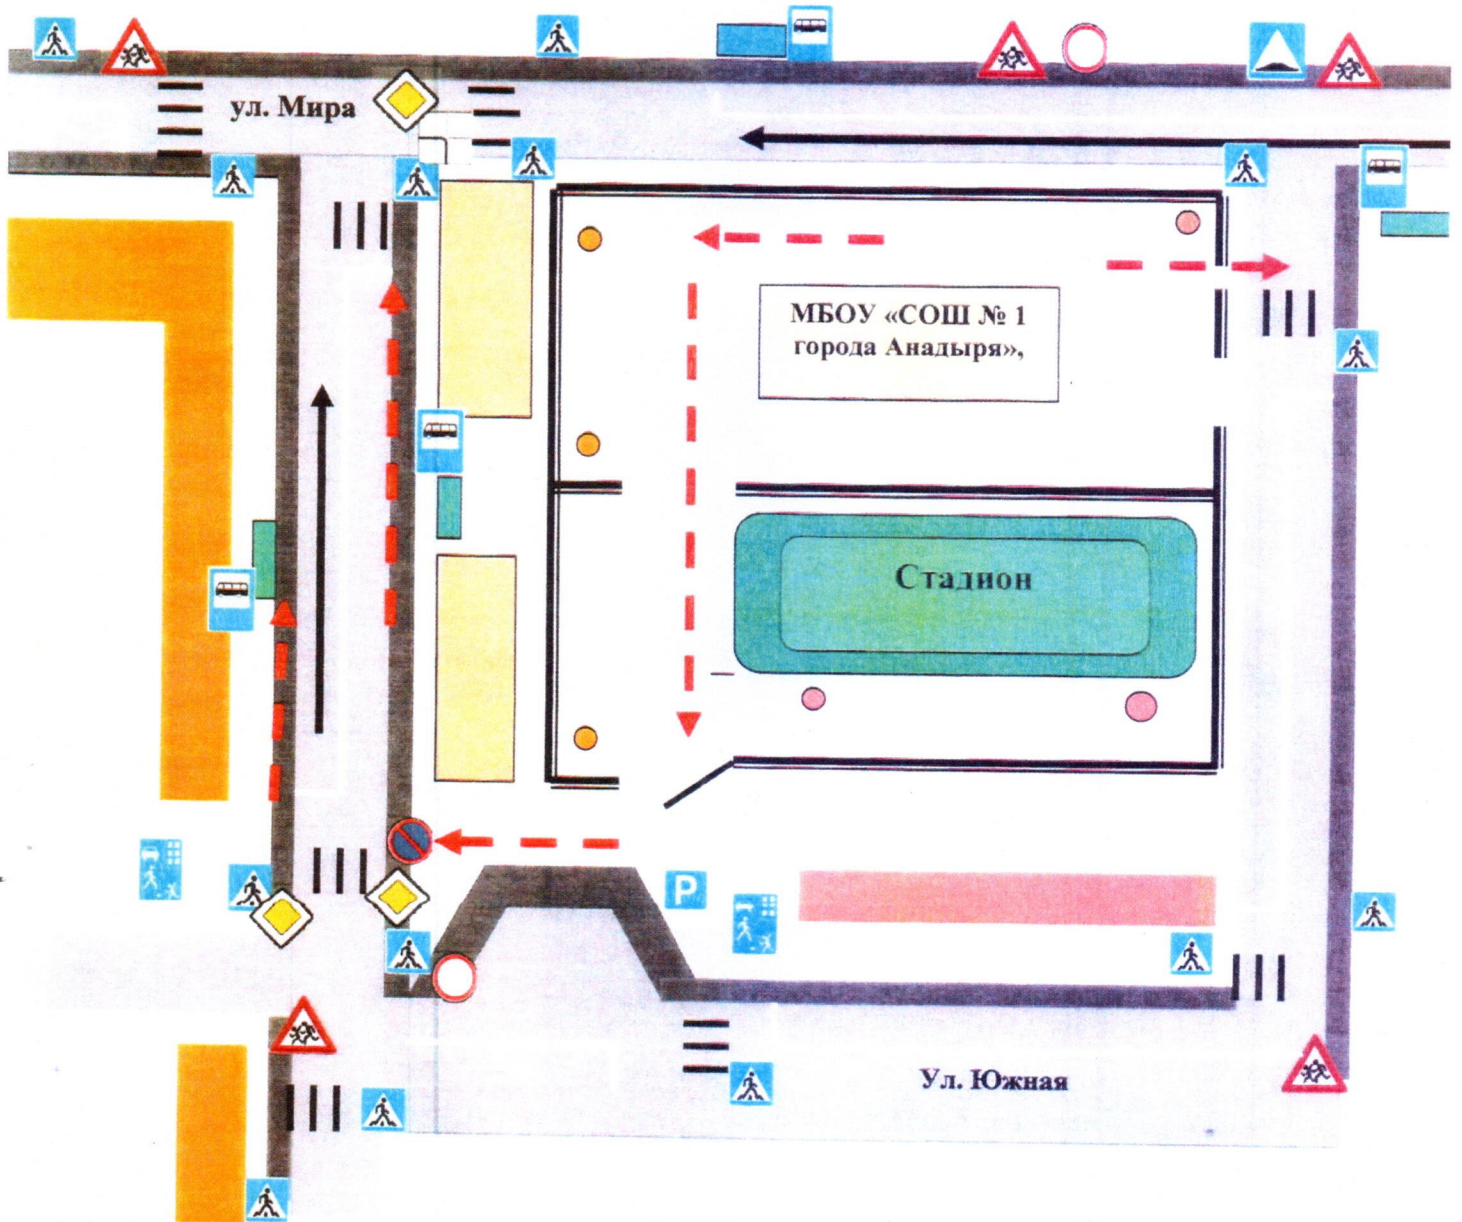 ул. Мира
МБОУ «СОШ № 1
города Анадыря»,
Стадион
P
Ул. Южная